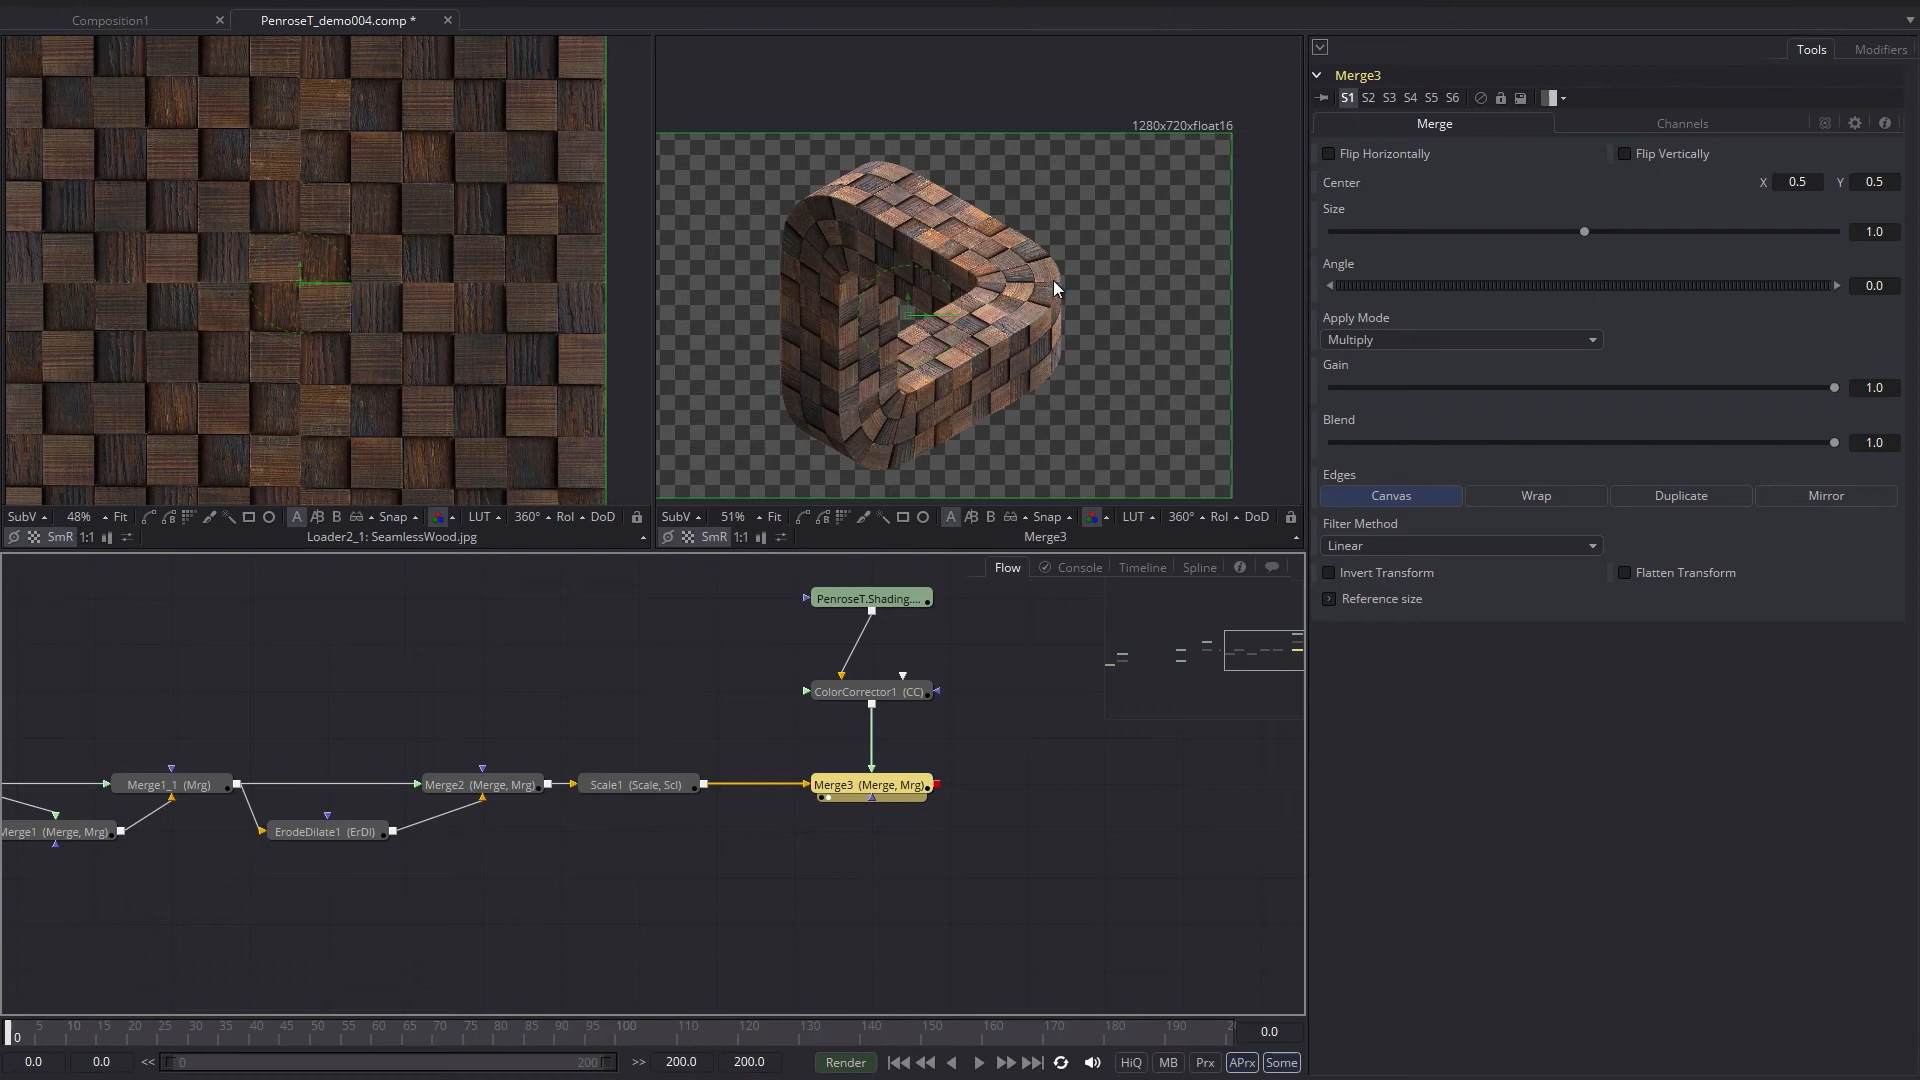 Composition1
PenroseT_demo004.comp *
1280x720xfloat16
SubV 48% Fit A B Snap LUT 360° RoI DoD
SmR 1:1 Loader2_1: SeamlessWood.jpg
SubV 51% Fit A B Snap LUT 360° RoI DoD
SmR 1:1 Merge3
Tools Modifiers
Merge3
S1 S2 S3 S4 S5 S6
Merge Channels
Flip Horizontally Flip Vertically
Center X 0.5 Y 0.5
Size
1.0
Angle
0.0
Apply Mode
Multiply
Gain
1.0
Blend
1.0
Edges
Canvas Wrap Duplicate Mirror
Filter Method
Linear
Invert Transform Flatten Transform
Reference size
Flow Console Timeline Spline
PenroseT.Shading....
ColorCorrector1 (CC)
Merge1_1 (Mrg) Merge2 (Merge, Mrg) Scale1 (Scale, Scl) Merge3 (Merge, Mrg)
Merge1 (Merge, Mrg) ErodeDilate1 (ErDl)
0 5 10 15 20 25 30 35 40 45 50 55 60 65 70 75 80 85 90 95 100 110 120 130 140 150 160 170 180 190 0.0
0.0 0.0 << 0 200 >> 200.0 200.0 Render HiQ MB Prx APrx Some